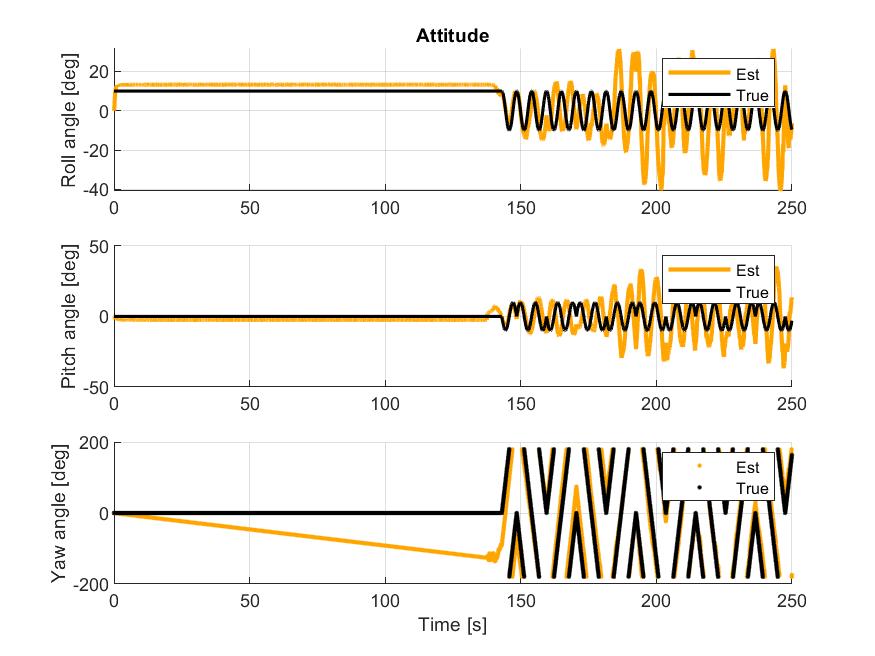 Attitude
Roll angle [deg]
20
0
-20
-40
Est
True
0 50 100 150 200 250
Pitch angle [deg]
50
0
-50
Est
True
0 50 100 150 200 250
Yaw angle [deg]
200
0
-200
Est
True
0 50 100 150 200 250
Time [s]